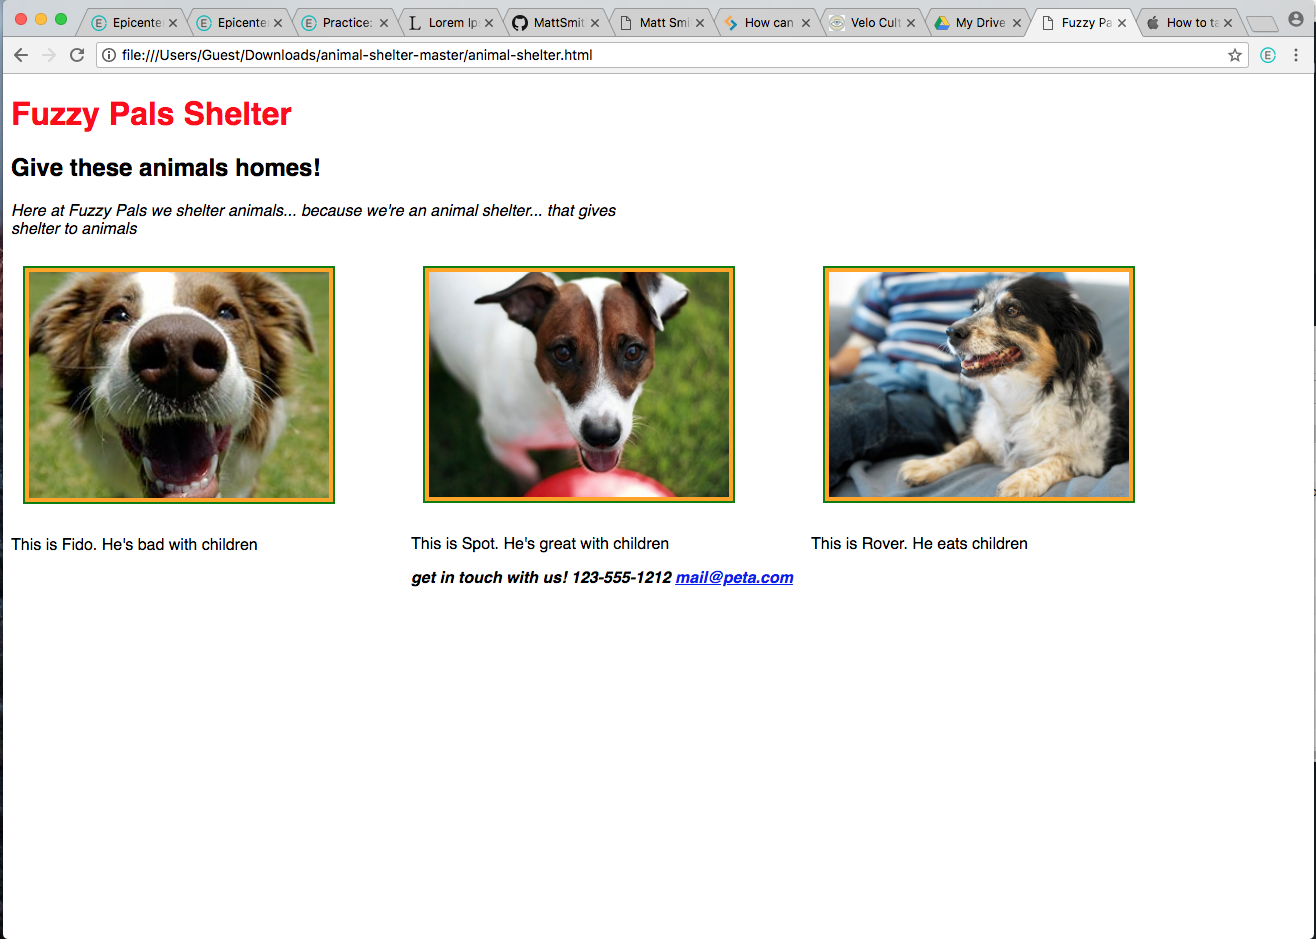 Epicente
Epicente
Practice:
Lorem Ip
MattSmit
Matt Smi
How can
Velo Cult
My Drive
Fuzzy Pa
How to ta
file:///Users/Guest/Downloads/animal-shelter-master/animal-shelter.html
Fuzzy Pals Shelter
Give these animals homes!
Here at Fuzzy Pals we shelter animals... because we're an animal shelter... that gives
shelter to animals
This is Fido. He's bad with children
This is Spot. He's great with children
This is Rover. He eats children
get in touch with us! 123-555-1212 mail@peta.com